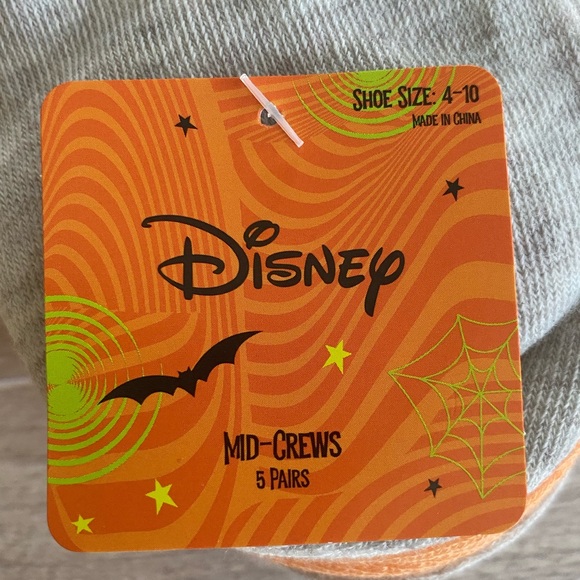 SHOE SIZE: 4-10
MADE IN CHINA
Disney
MID-CREWS
5 PAIRS